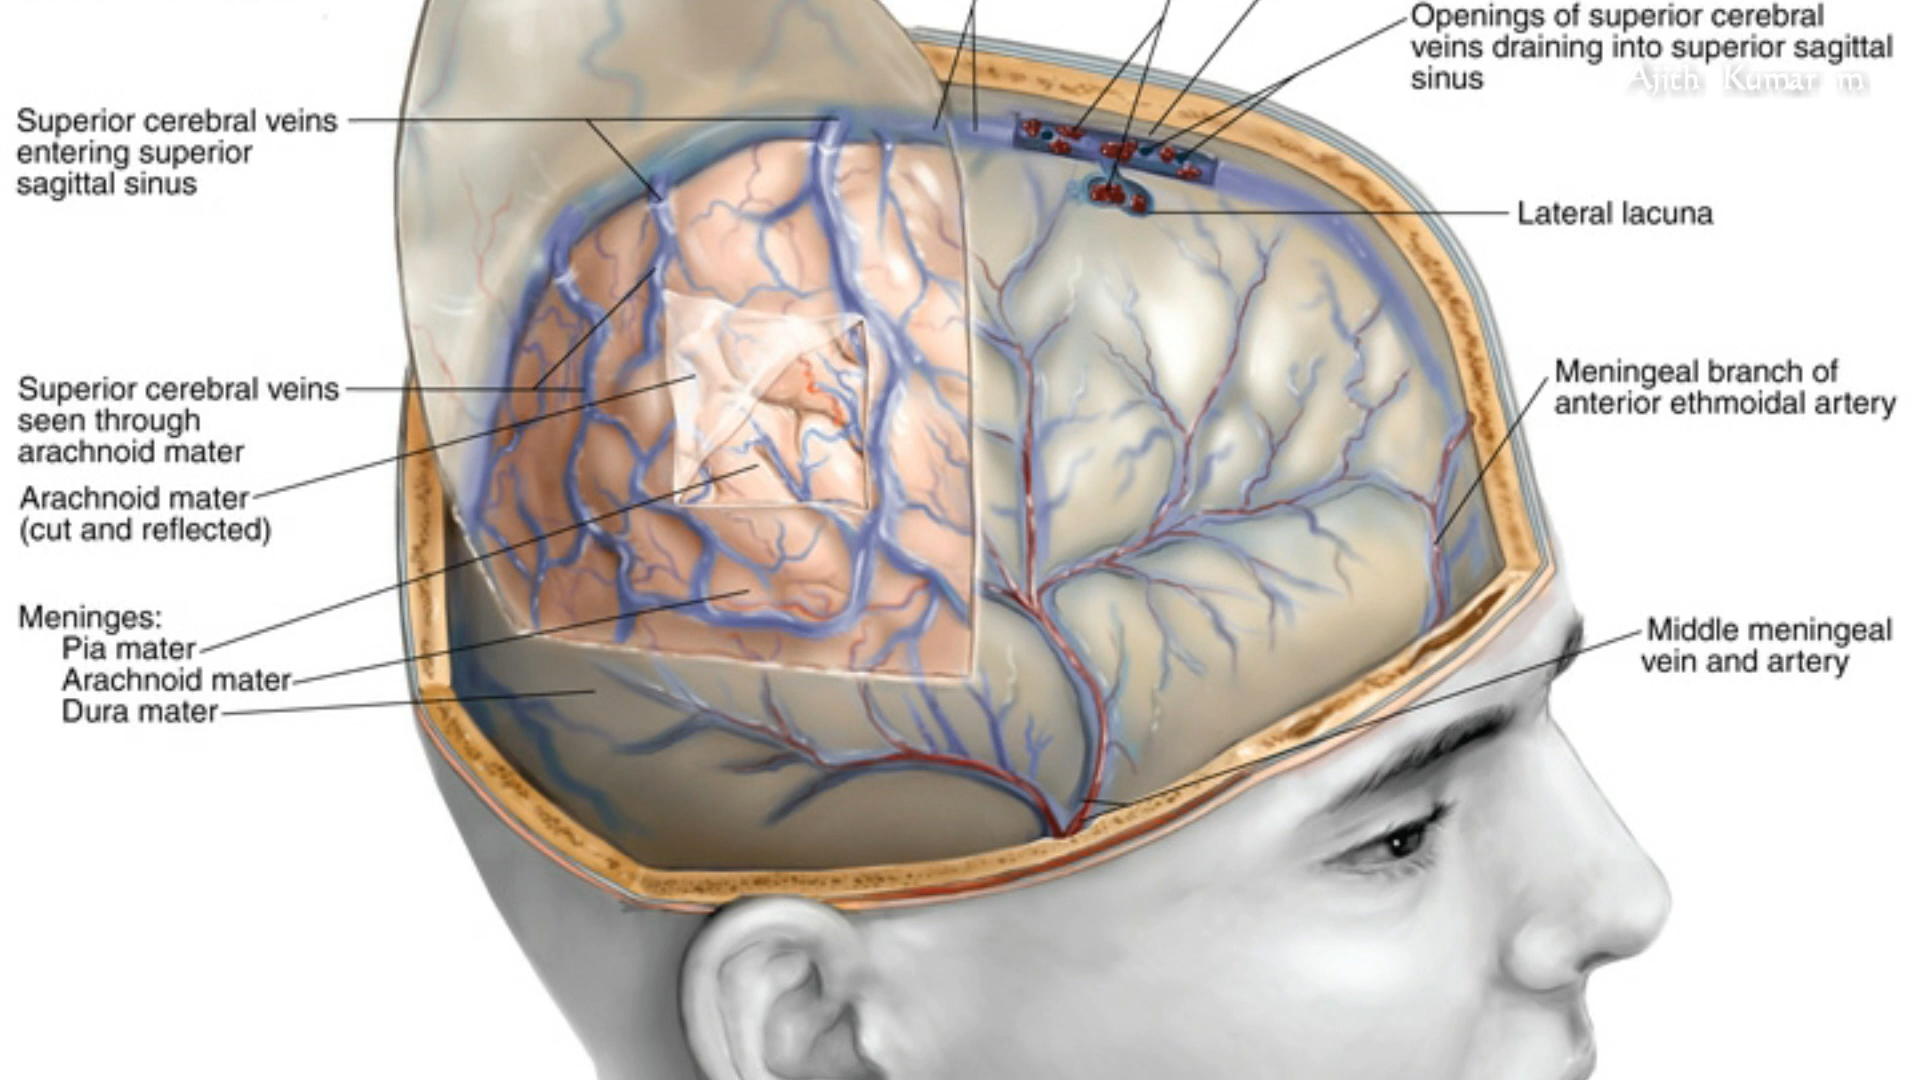 Openings of superior cerebral
veins draining into superior sagittal
sinus
Ajith Kumar m
Superior cerebral veins
entering superior
sagittal sinus
Lateral lacuna
Superior cerebral veins
seen through
arachnoid mater
Meningeal branch of
anterior ethmoidal artery
Arachnoid mater
(cut and reflected)
Meninges:
Pia mater
Arachnoid mater
Dura mater
Middle meningeal
vein and artery